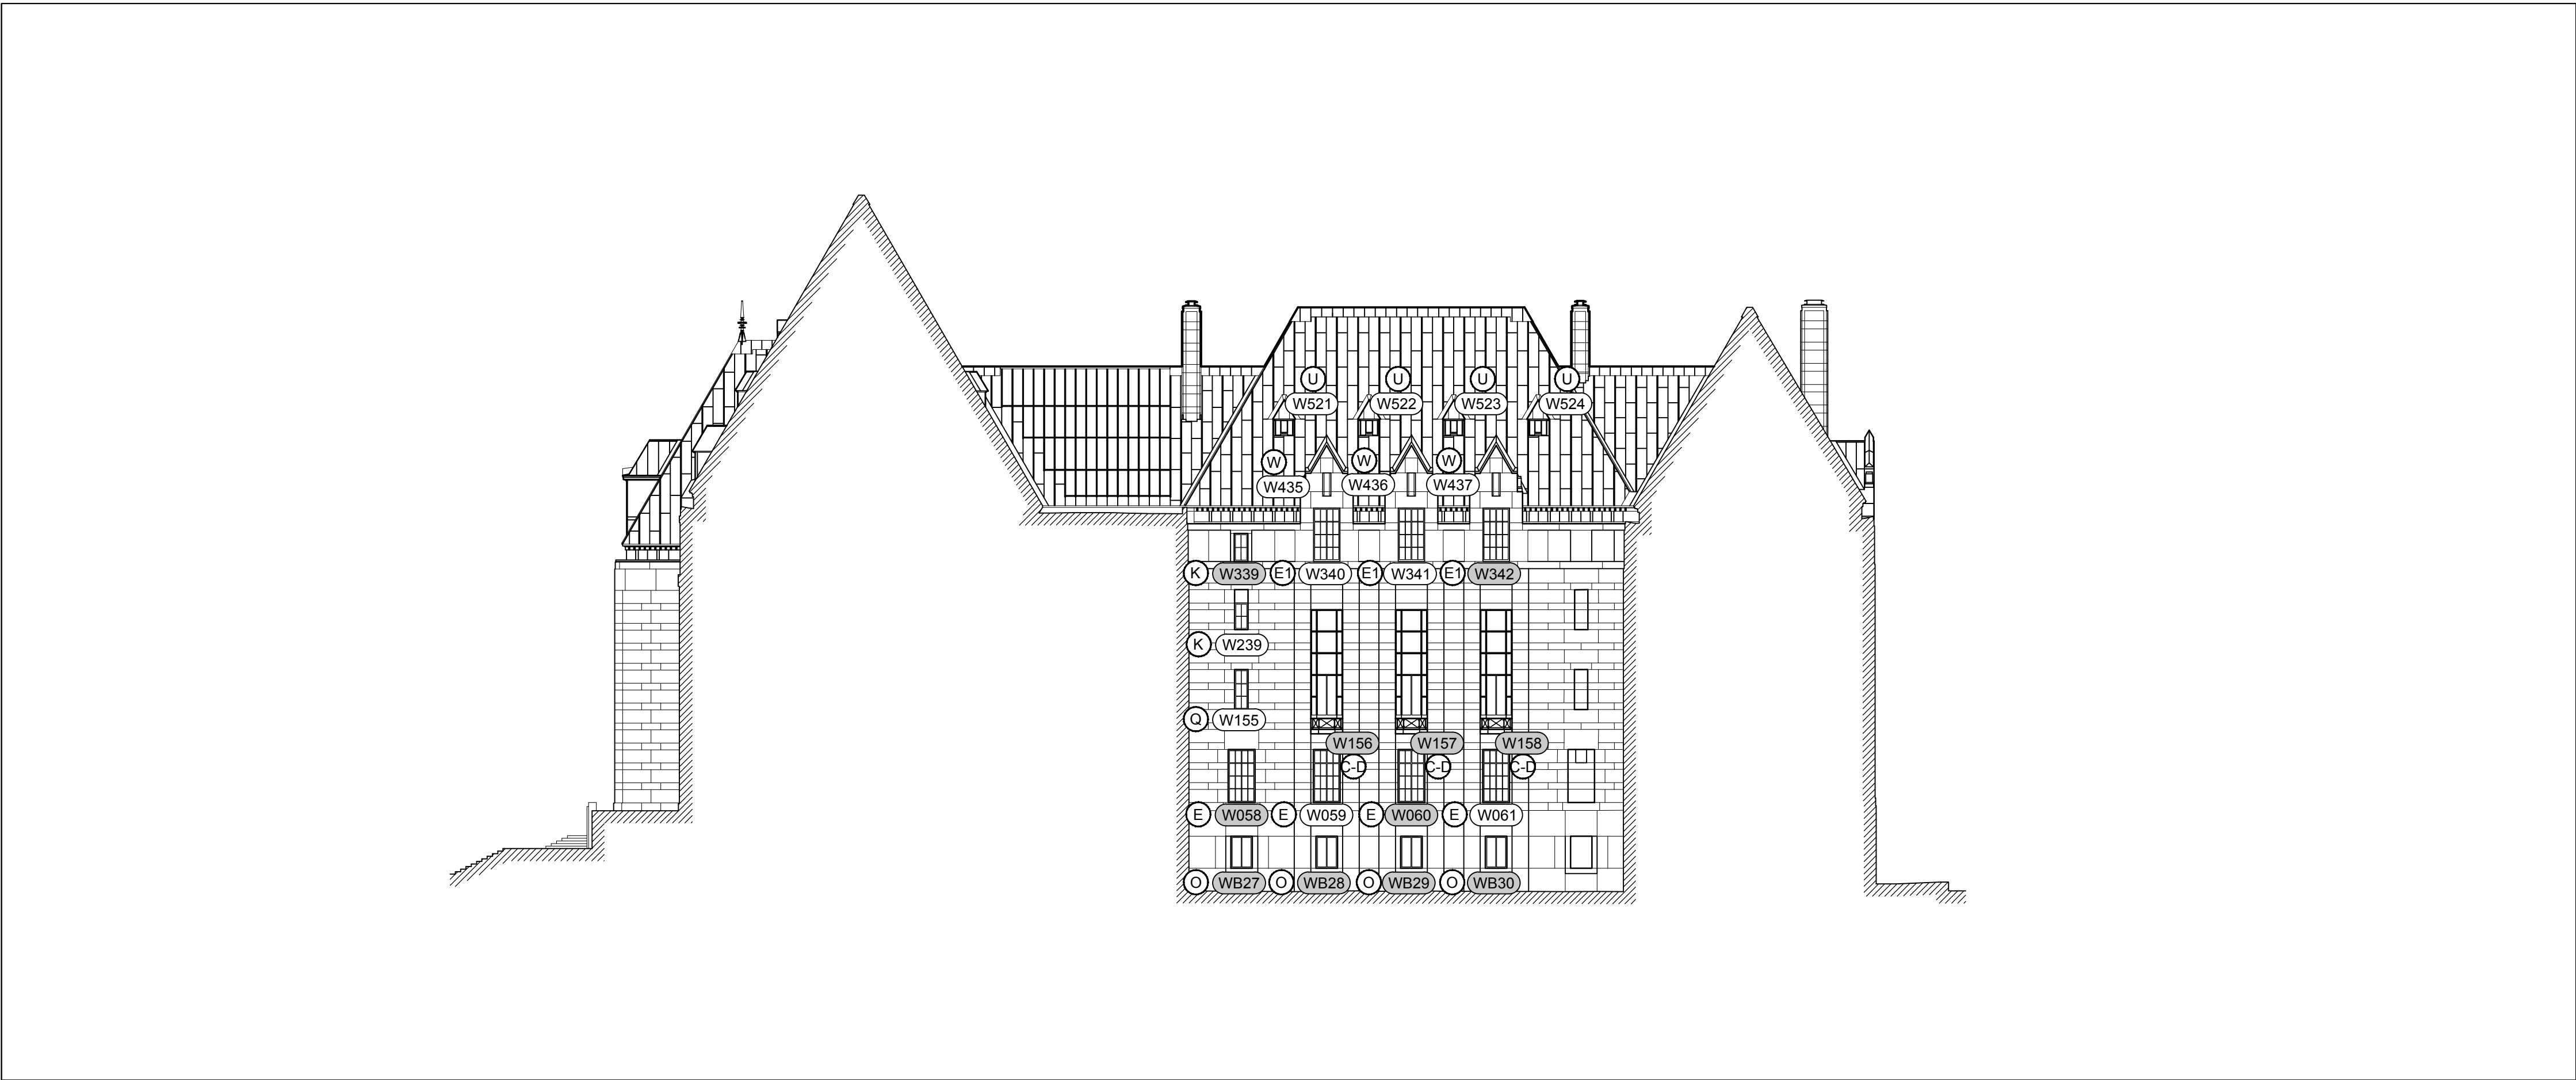 U U U U
W521 W522 W523 W524
W W W
W435 W436 W437
K W339 E1 W340 E1 W341 E1 W342
K W239
Q W155
W156 W157 W158
C-D C-D C-D
E W058 E W059 E W060 E W061
O WB27 O WB28 O WB29 O WB30